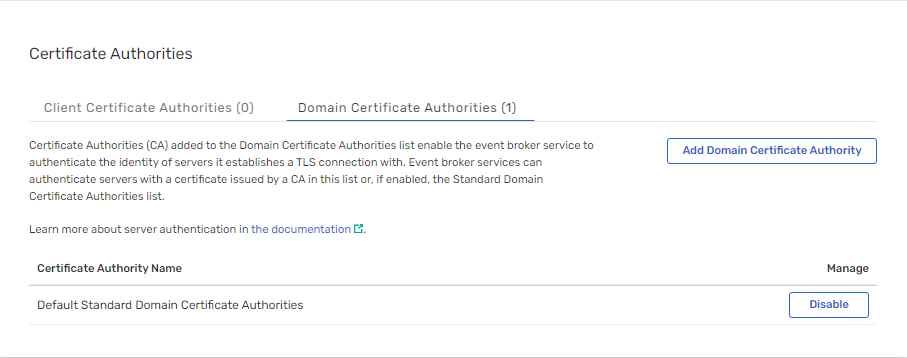 Certificate Authorities
Client Certificate Authorities (0)
Domain Certificate Authorities (1)
Certificate Authorities (CA) added to the Domain Certificate Authorities list enable the event broker service to
authenticate the identity of servers it establishes a TLS connection with. Event broker services can
authenticate servers with a certificate issued by a CA in this list or, if enabled, the Standard Domain
Certificate Authorities list.
Add Domain Certificate Authority
Learn more about server authentication in the documentation.
Certificate Authority Name
Manage
Default Standard Domain Certificate Authorities
Disable